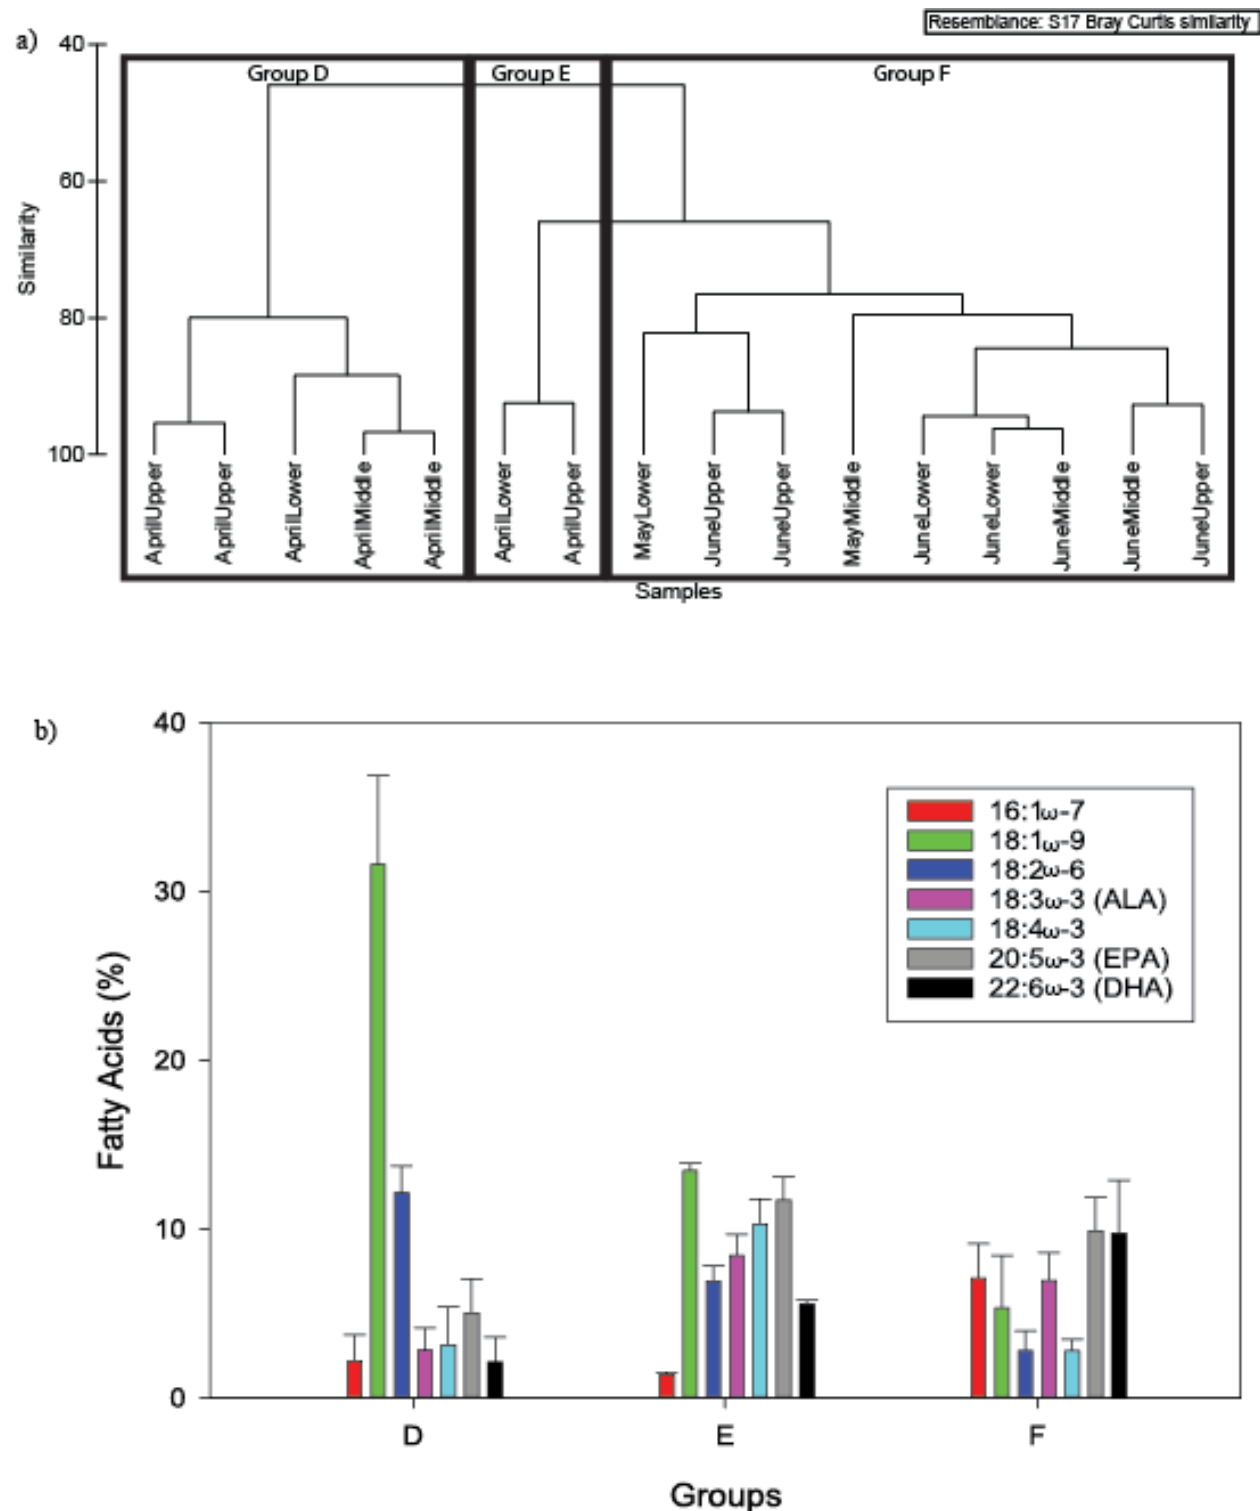 Resemblance: S17 Bray Curtis similarity
a)
40
60
80
100
Similarity
Group D
Group E
Group F
AprilUpper
AprilUpper
AprilLower
AprilMiddle
AprilMiddle
AprilLower
AprilUpper
MayLower
JuneUpper
JuneUpper
MayMiddle
JuneLower
JuneLower
JuneMiddle
JuneMiddle
JuneUpper
Samples
b)
40
30
20
10
0
Fatty Acids (%)
16:1ω-7
18:1ω-9
18:2ω-6
18:3ω-3 (ALA)
18:4ω-3
20:5ω-3 (EPA)
22:6ω-3 (DHA)
D
E
F
Groups